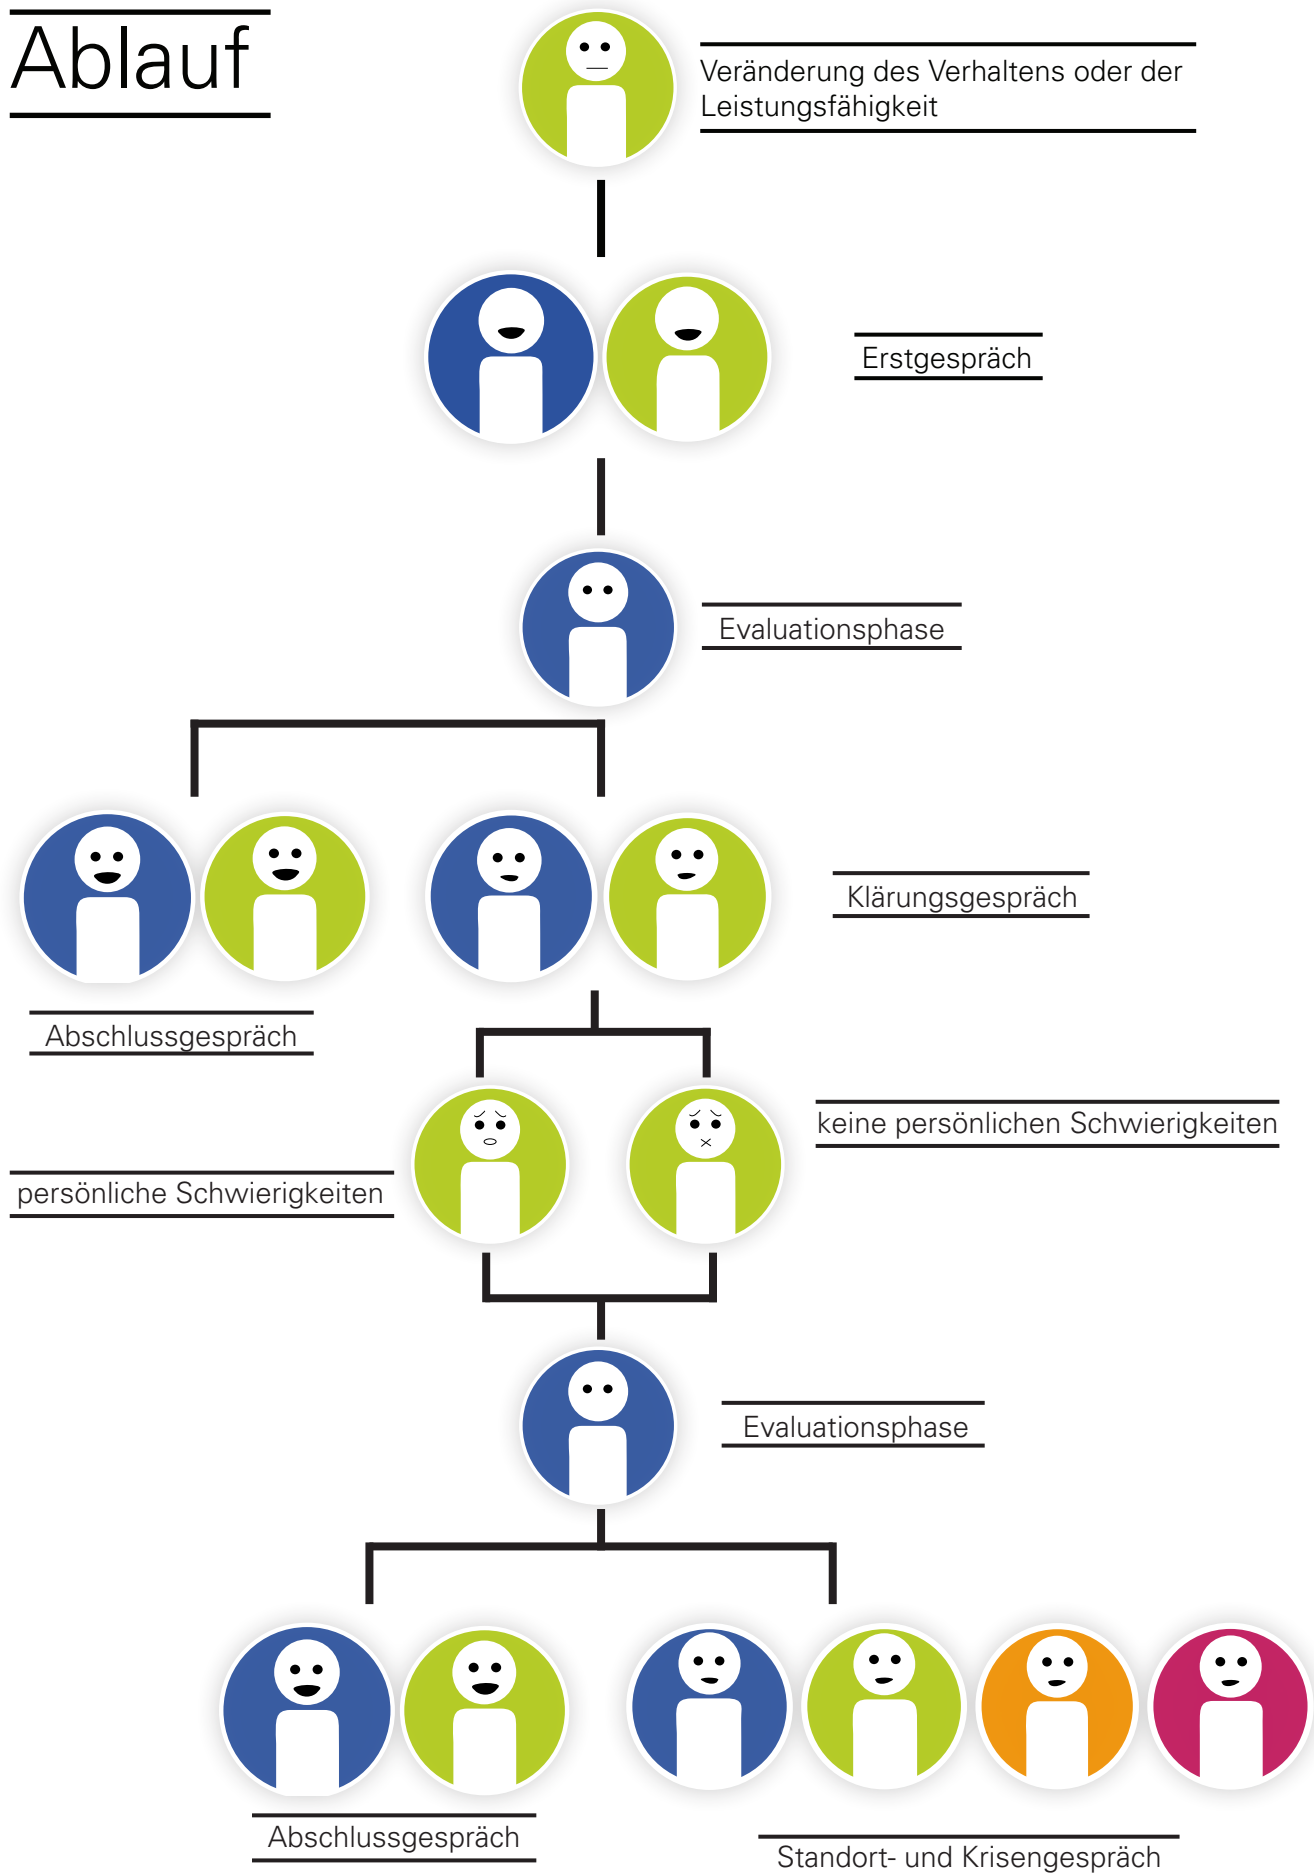 Ablauf
Veränderung des Verhaltens oder der
Leistungsfähigkeit
Erstgespräch
Evaluationsphase
Klärungsgespräch
Abschlussgespräch
keine persönlichen Schwierigkeiten
persönliche Schwierigkeiten
Evaluationsphase
Abschlussgespräch
Standort- und Krisengespräch